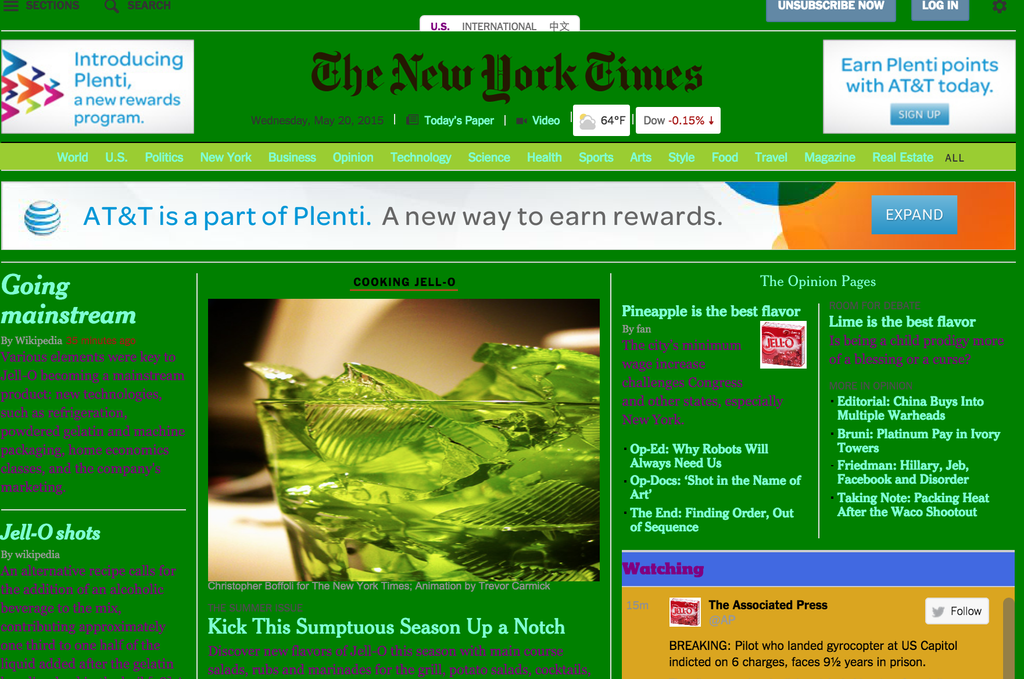 SECTIONS
SEARCH
UNSUBSCRIBE NOW
LOG IN
U.S.
INTERNATIONAL
中文
Introducing
Plenti,
a new rewards
program.
The New York Times
Earn Plenti points
with AT&T today.
SIGN UP
Wednesday, May 20, 2015
Today's Paper
Video
64°F
Dow -0.15% ↓
World U.S. Politics New York Business Opinion Technology Science Health Sports Arts Style Food Travel Magazine Real Estate ALL
AT&T is a part of Plenti. A new way to earn rewards.
EXPAND
Going
mainstream
By Wikipedia
Various elements were key to
Jell-O becoming a mainstream
product: new technologies,
such as refrigeration,
powdered gelatin and machine
packaging, home economics
classes, and the company's
marketing.
Jell-O shots
By wikipedia
An alternative recipe calls for
the addition of an alcoholic
beverage to the mix,
contributing approximately
one third to one half of the
liquid added after the gelatin
COOKING JELL-O
Christopher Boffoli for The New York Times; Animation by Trevor Carmick
Kick This Sumptuous Season Up a Notch
Discover new flavors of Jell-O this season with main course
salads, rubs and marinades for the grill, potato salads, cocktails,
The Opinion Pages
Pineapple is the best flavor
By fan
JELL-O
The city's minimum
wage increase
challenges Congress
and other states, especially
New York.
· Op-Ed: Why Robots Will
Always Need Us
· Op-Docs: ‘Shot in the Name of
Art’
· The End: Finding Order, Out
of Sequence
Lime is the best flavor
Is being a child prodigy more
of a blessing or a curse?
· Editorial: China Buys Into
Multiple Warheads
· Bruni: Platinum Pay in Ivory
Towers
· Friedman: Hillary, Jeb,
Facebook and Disorder
· Taking Note: Packing Heat
After the Waco Shootout
Watching
15m
JELL-O
The Associated Press
@AP
Follow
BREAKING: Pilot who landed gyrocopter at US Capitol
indicted on 6 charges, faces 9½ years in prison.